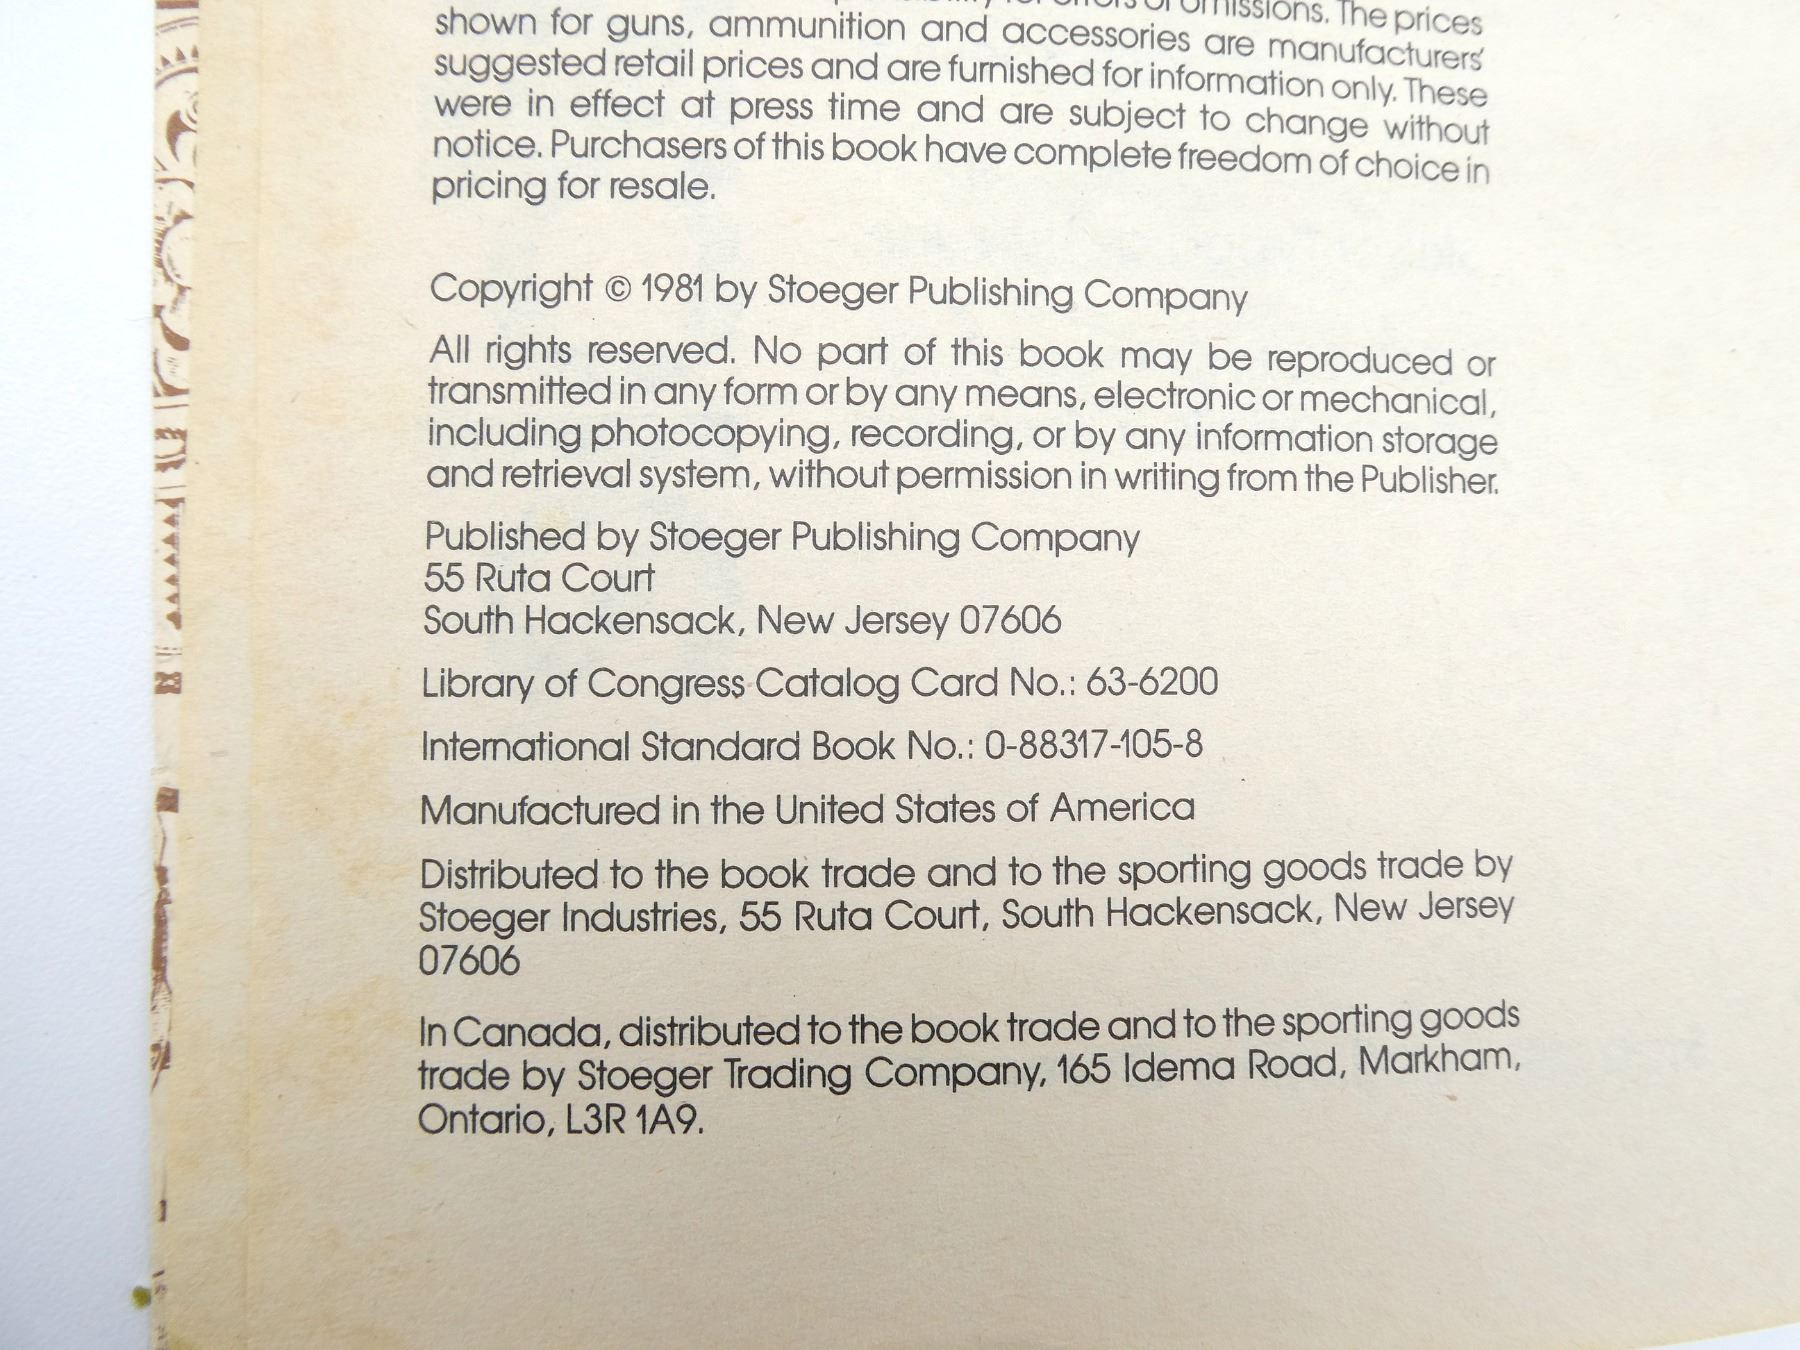 for errors or omissions. The prices
shown for guns, ammunition and accessories are manufacturers'
suggested retail prices and are furnished for information only. These
were in effect at press time and are subject to change without
notice. Purchasers of this book have complete freedom of choice in
pricing for resale.
Copyright © 1981 by Stoeger Publishing Company
All rights reserved. No part of this book may be reproduced or
transmitted in any form or by any means, electronic or mechanical,
including photocopying, recording, or by any information storage
and retrieval system, without permission in writing from the Publisher.
Published by Stoeger Publishing Company
55 Ruta Court
South Hackensack, New Jersey 07606
Library of Congress Catalog Card No.: 63-6200
International Standard Book No.: 0-88317-105-8
Manufactured in the United States of America
Distributed to the book trade and to the sporting goods trade by
Stoeger Industries, 55 Ruta Court, South Hackensack, New Jersey
07606
In Canada, distributed to the book trade and to the sporting goods
trade by Stoeger Trading Company, 165 Idema Road, Markham,
Ontario, L3R 1A9.